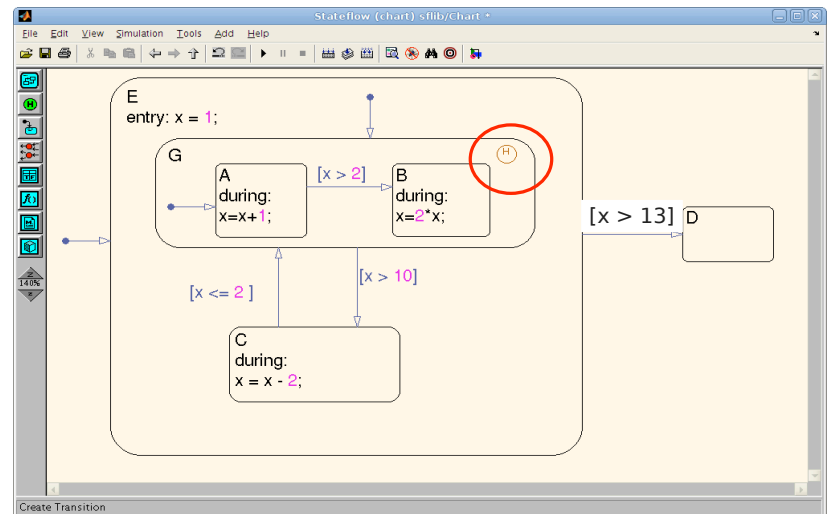 Stateflow (chart) sflib/Chart *
File Edit View Simulation Tools Add Help
E
entry: x = 1;
G
H
A
during:
x=x+1;
[x > 2]
B
during:
x=2*x;
[x > 13]
D
[x <= 2 ]
[x > 10]
C
during:
x = x - 2;
H
f()
Z
140%
z
Create Transition